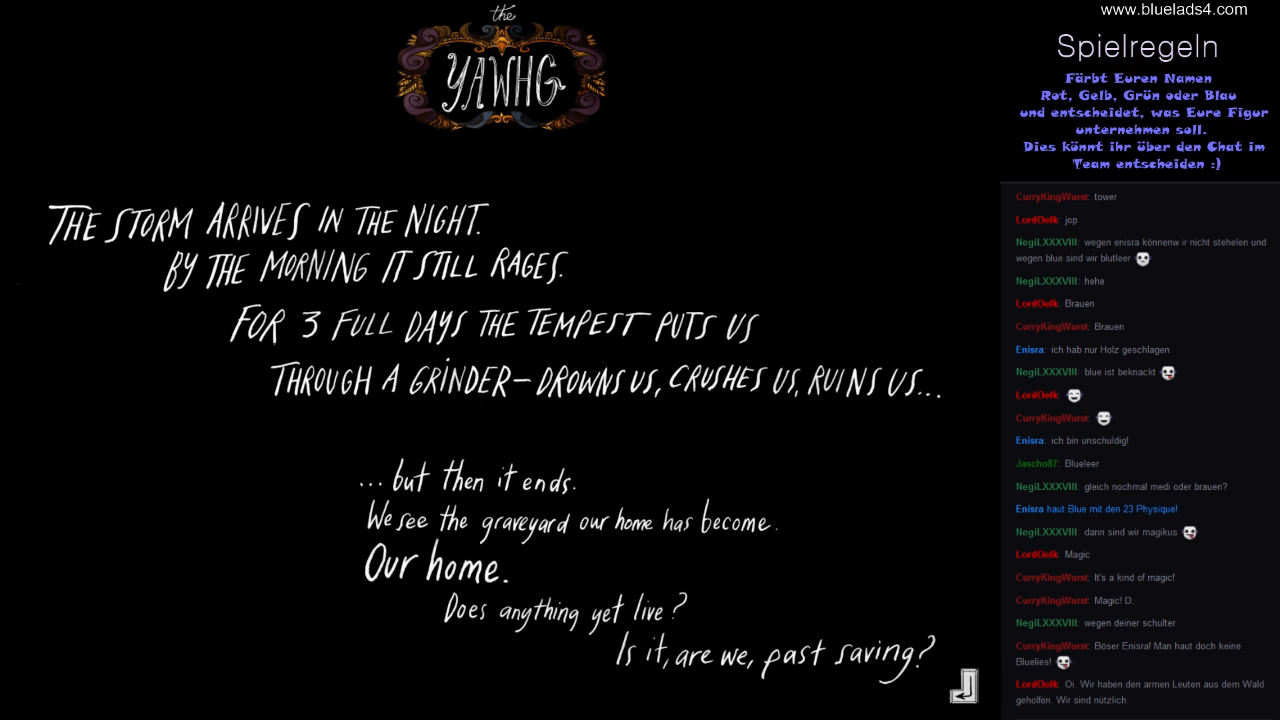 the
YAWHG
THE STORM ARRIVES IN THE NIGHT.
BY THE MORNING IT STILL RAGES.
FOR 3 FULL DAYS THE TEMPEST PUTS US
THROUGH A GRINDER—DROWNS US, CRUSHES US, RUINS US...
...but then it ends.
We see the graveyard our home has become.
Our home.
Does anything yet live?
Is it, are we, past saving?
www.bluelads4.com
Spielregeln
Färbt Euren Namen
Rot, Gelb, Grün oder Blau
und entscheidet, was Eure Figur
unternehmen soll.
Dies könnt ihr über den Chat im
Team entscheiden :)
CurryKingWurst: tower
LordDelk: jop
NegiLXXXVIII: wegen enisra könnenw ir nicht stehelen und
wegen blue sind wir blutleer
NegiLXXXVIII: hehe
LordDelk: Brauen
CurryKingWurst: Brauen
Enisra: ich hab nur Holz geschlagen
NegiLXXXVIII: blue ist beknackt
LordDelk:
CurryKingWurst:
Enisra: ich bin unschuldig!
Jascho87: Blueleer
NegiLXXXVIII: gleich nochmal medi oder brauen?
Enisra haut Blue mit den 23 Physique!
NegiLXXXVIII: dann sind wir magikus
LordDelk: Magic
CurryKingWurst: It's a kind of magic!
CurryKingWurst: Magic! D:
NegiLXXXVIII: wegen deiner schulter
CurryKingWurst: Böser Enisra! Man haut doch keine
Bluelies!
LordDelk: Oi. Wir haben den armen Leuten aus dem Wald
geholfen. Wir sind nützlich.